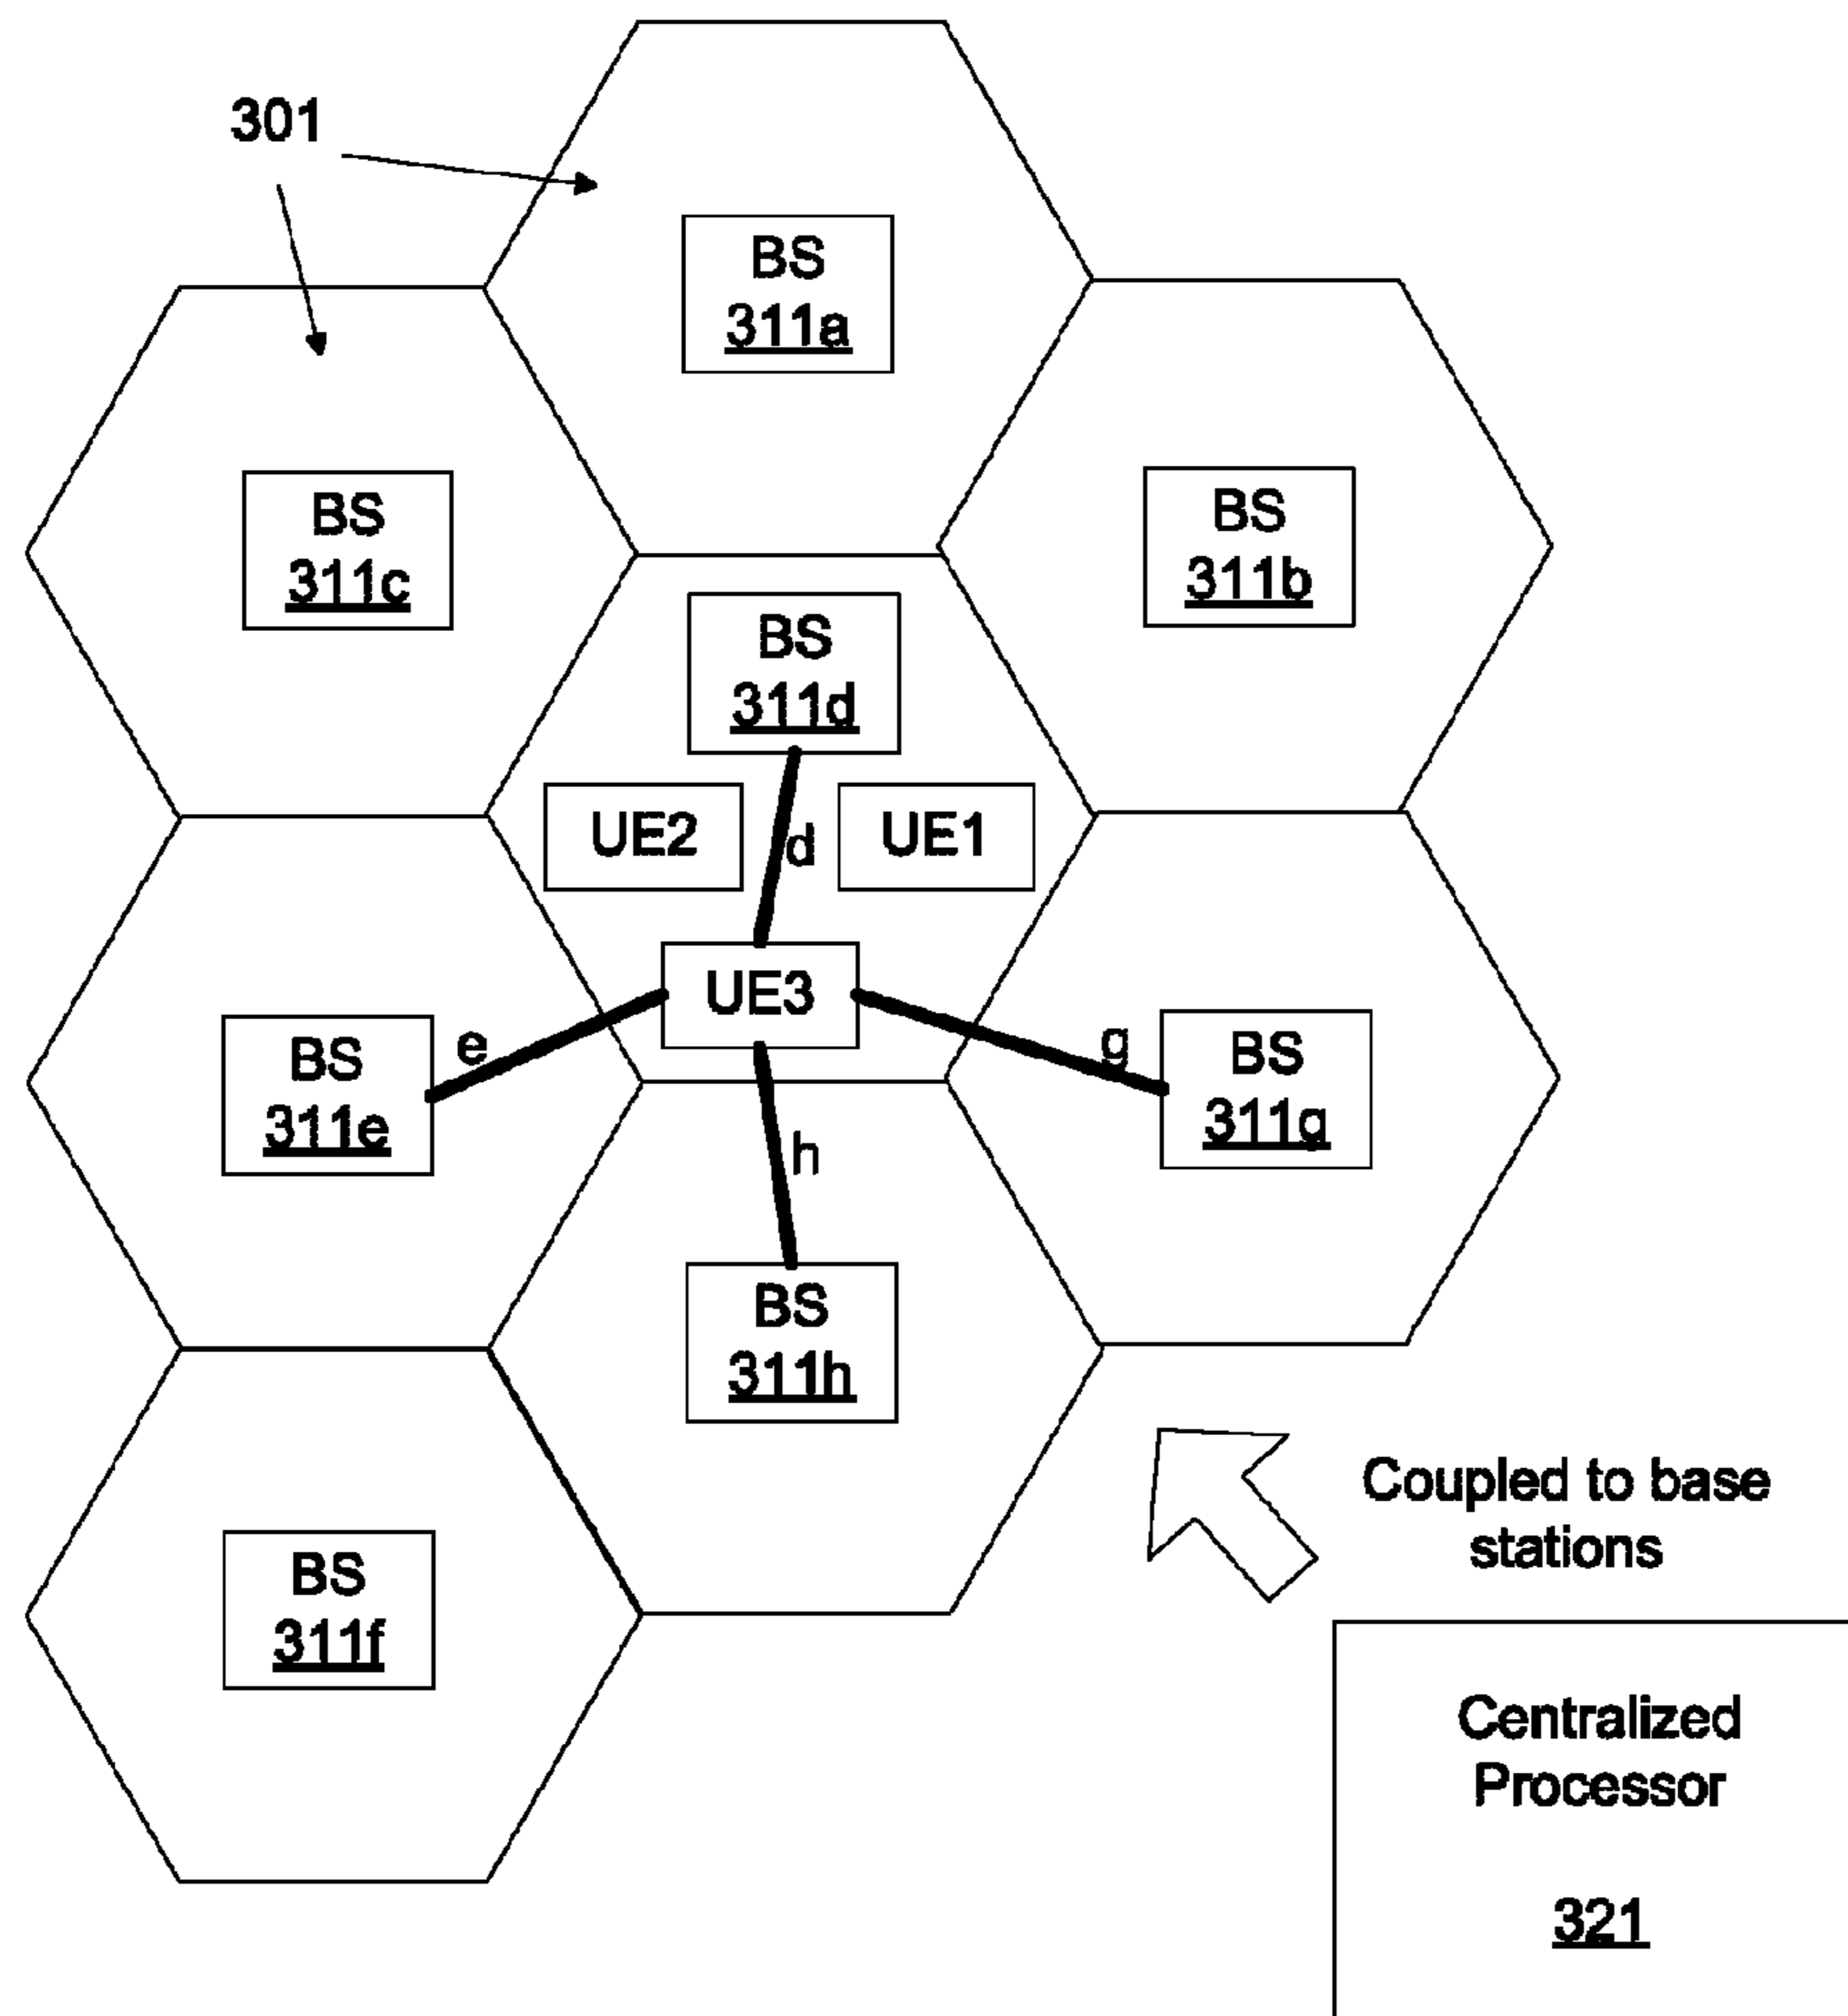 301
BS
311a
BS
311c
BS
311b
BS
311d
UE2
d
UE1
UE3
e
g
BS
311e
BS
311g
h
BS
311h
Coupled to base
stations
BS
311f
Centralized
Processor
321